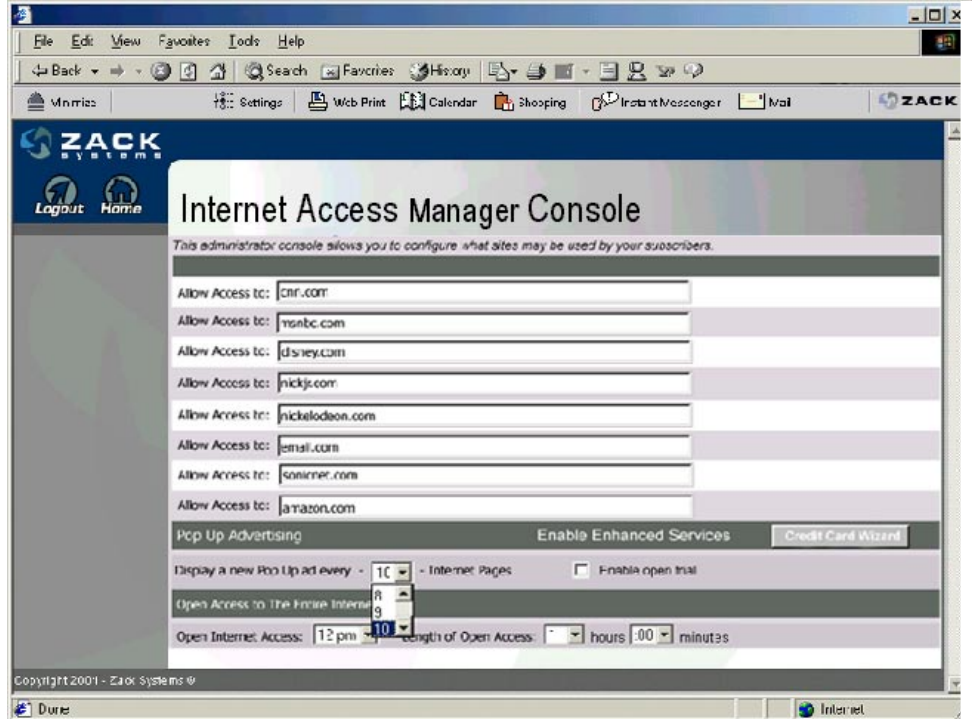 File Edit View Favorites Tools Help
Back Search Favorites History
Settings Web Print Calendar Shopping Instant Messenger Mail ZACK
ZACK
systems
Logout Home
Internet Access Manager Console
This administrator console allows you to configure what sites may be used by your subscribers.
Allow Access to: cnn.com
Allow Access to: msnbc.com
Allow Access to: disney.com
Allow Access to: nickjr.com
Allow Access to: nickelodeon.com
Allow Access to: email.com
Allow Access to: sonicnet.com
Allow Access to: amazon.com
Pop Up Advertising Enable Enhanced Services Credit Card Wizard
Display a new Pop Up ad every - 10 - Internet Pages Enable open trial
8
Open Access to The Entire Internet
9
10
Open Internet Access: 12 pm Length of Open Access: hours :00 minutes
Copyright 2001 - Zack Systems ®
Done Internet